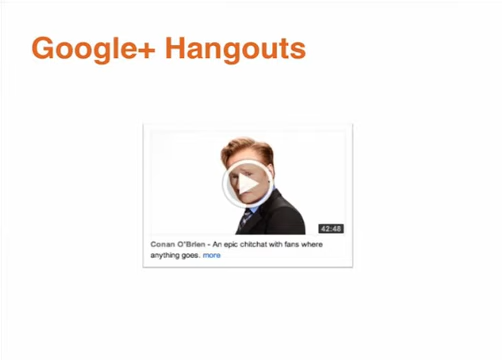 Google+ Hangouts
42:48
Conan O'Brien - An epic chitchat with fans where
anything goes. more